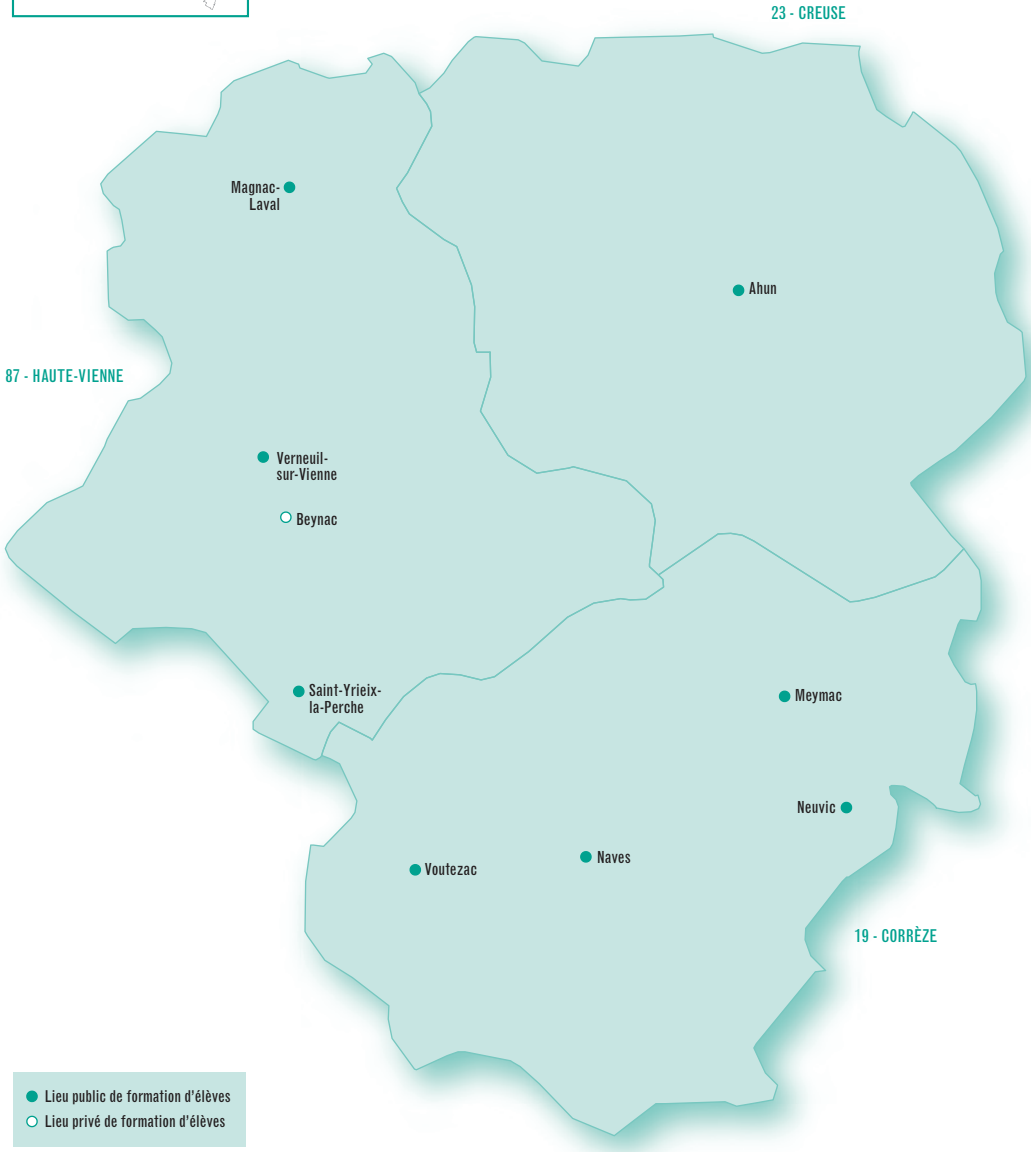 23 - CREUSE
Magnac-
Laval
Ahun
87 - HAUTE-VIENNE
Verneuil-
sur-Vienne
Beynac
Saint-Yrieix-
la-Perche
Meymac
Neuvic
Naves
Voutezac
19 - CORRÈZE
Lieu public de formation d'élèves
Lieu privé de formation d'élèves